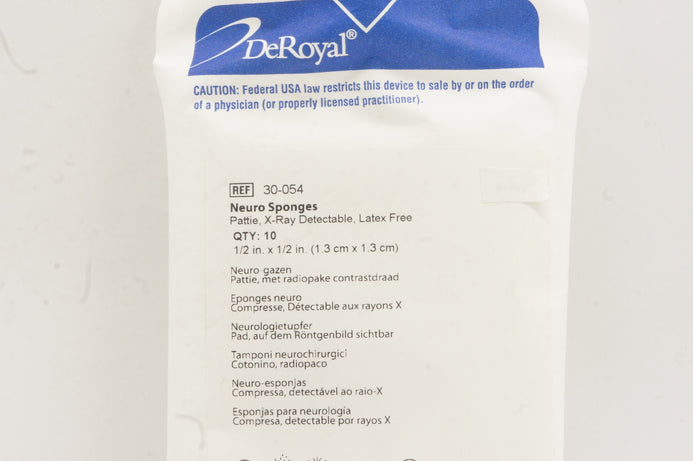 DeRoyal®
CAUTION: Federal USA law restricts this device to sale by or on the order
of a physician (or properly licensed practitioner).
REF 30-054
Neuro Sponges
Pattie, X-Ray Detectable, Latex Free
QTY: 10
1/2 in. x 1/2 in. (1.3 cm x 1.3 cm)
Neuro-gazen
Pattie, met radiopake contrastdraad
Eponges neuro
Compresse, Détectable aux rayons X
Neurologietupfer
Pad, auf dem Röntgenbild sichtbar
Tamponi neurochirurgici
Cotonino, radiopaco
Neuro-esponjas
Compressa, detectável ao raio-X
Esponjas para neurología
Compresa, detectable por rayos X